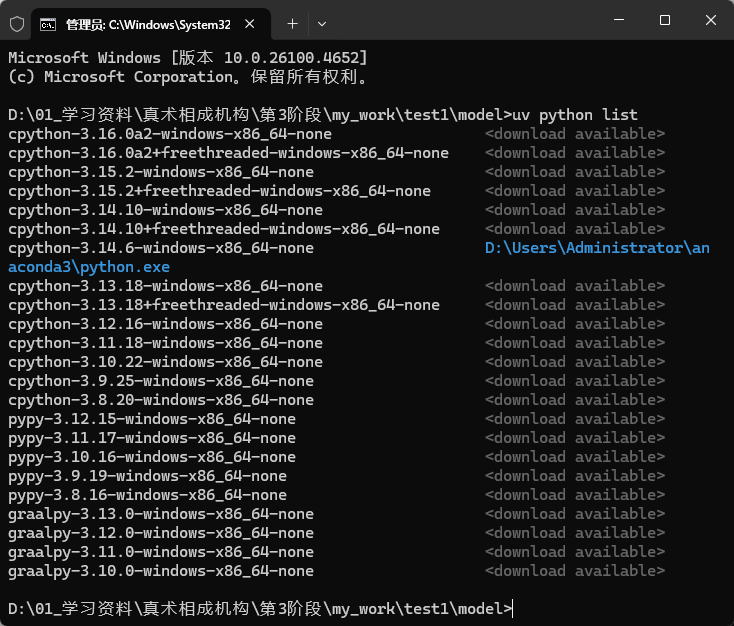 管理员: C:\Windows\System32
Microsoft Windows [版本 10.0.26100.4652]
(c) Microsoft Corporation。保留所有权利。
D:\01_学习资料\真术相成机构\第3阶段\my_work\test1\model>uv python list
cpython-3.16.0a2-windows-x86_64-none <download available>
cpython-3.16.0a2+freethreaded-windows-x86_64-none <download available>
cpython-3.15.2-windows-x86_64-none <download available>
cpython-3.15.2+freethreaded-windows-x86_64-none <download available>
cpython-3.14.10-windows-x86_64-none <download available>
cpython-3.14.10+freethreaded-windows-x86_64-none <download available>
cpython-3.14.6-windows-x86_64-none D:\Users\Administrator\an
aconda3\python.exe
cpython-3.13.18-windows-x86_64-none <download available>
cpython-3.13.18+freethreaded-windows-x86_64-none <download available>
cpython-3.12.16-windows-x86_64-none <download available>
cpython-3.11.18-windows-x86_64-none <download available>
cpython-3.10.22-windows-x86_64-none <download available>
cpython-3.9.25-windows-x86_64-none <download available>
cpython-3.8.20-windows-x86_64-none <download available>
pypy-3.12.15-windows-x86_64-none <download available>
pypy-3.11.17-windows-x86_64-none <download available>
pypy-3.10.16-windows-x86_64-none <download available>
pypy-3.9.19-windows-x86_64-none <download available>
pypy-3.8.16-windows-x86_64-none <download available>
graalpy-3.13.0-windows-x86_64-none <download available>
graalpy-3.12.0-windows-x86_64-none <download available>
graalpy-3.11.0-windows-x86_64-none <download available>
graalpy-3.10.0-windows-x86_64-none <download available>
D:\01_学习资料\真术相成机构\第3阶段\my_work\test1\model>